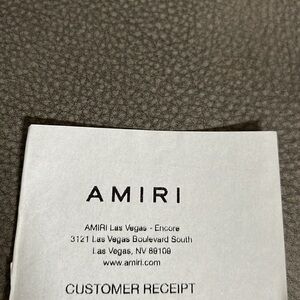 AMIRI
AMIRI Las Vegas - Encore
3121 Las Vegas Boulevard South
Las Vegas, NV 89109
www.amiri.com
CUSTOMER RECEIPT